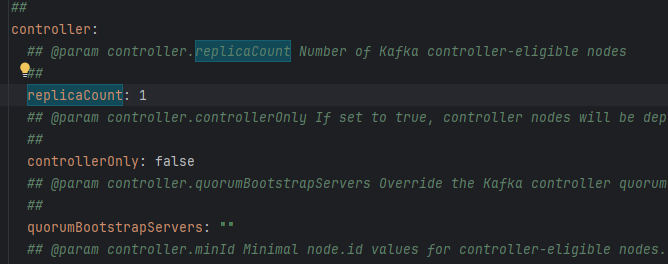 ##
controller:
## @param controller.replicaCount Number of Kafka controller-eligible nodes
##
replicaCount: 1
## @param controller.controllerOnly If set to true, controller nodes will be dep
##
controllerOnly: false
## @param controller.quorumBootstrapServers Override the Kafka controller quorum
##
quorumBootstrapServers: ""
## @param controller.minId Minimal node.id values for controller-eligible nodes.